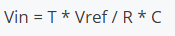 Vin = T * Vref / R * C